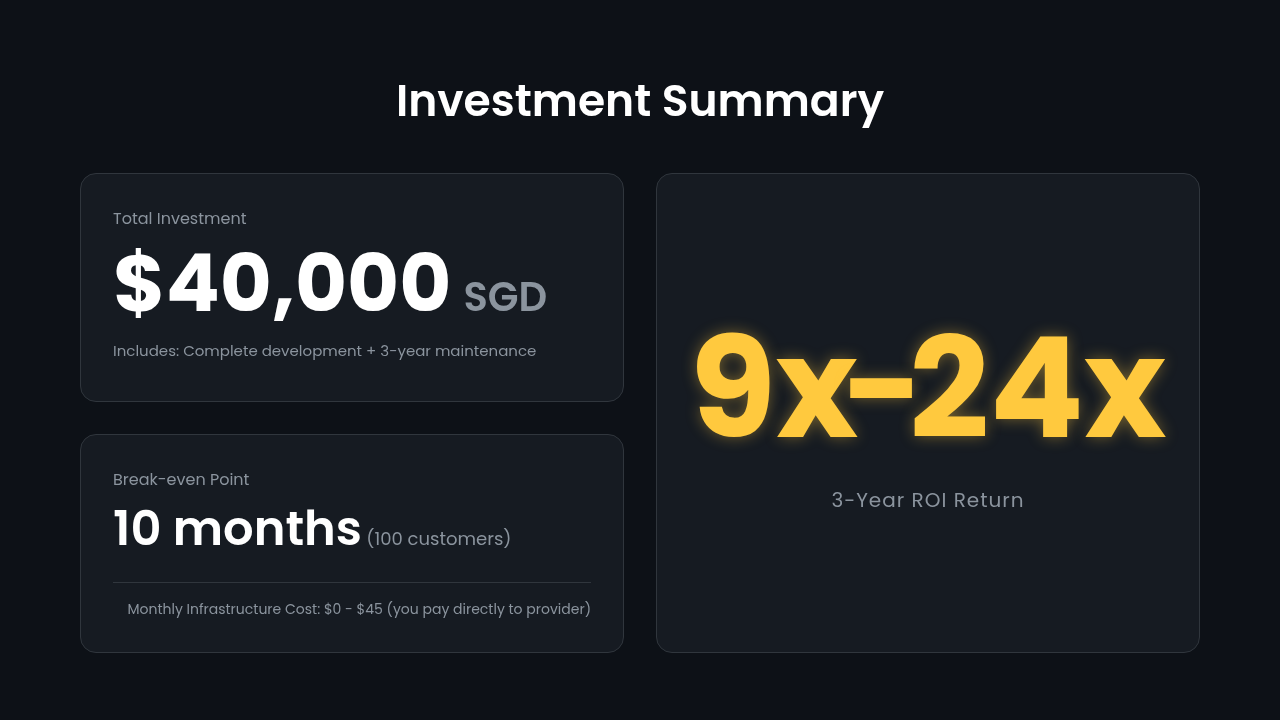 Investment Summary
Total Investment
$40,000 SGD
Includes: Complete development + 3-year maintenance
Break-even Point
10 months (100 customers)
Monthly Infrastructure Cost: $0 - $45 (you pay directly to provider)
9x–24x
3-Year ROI Return